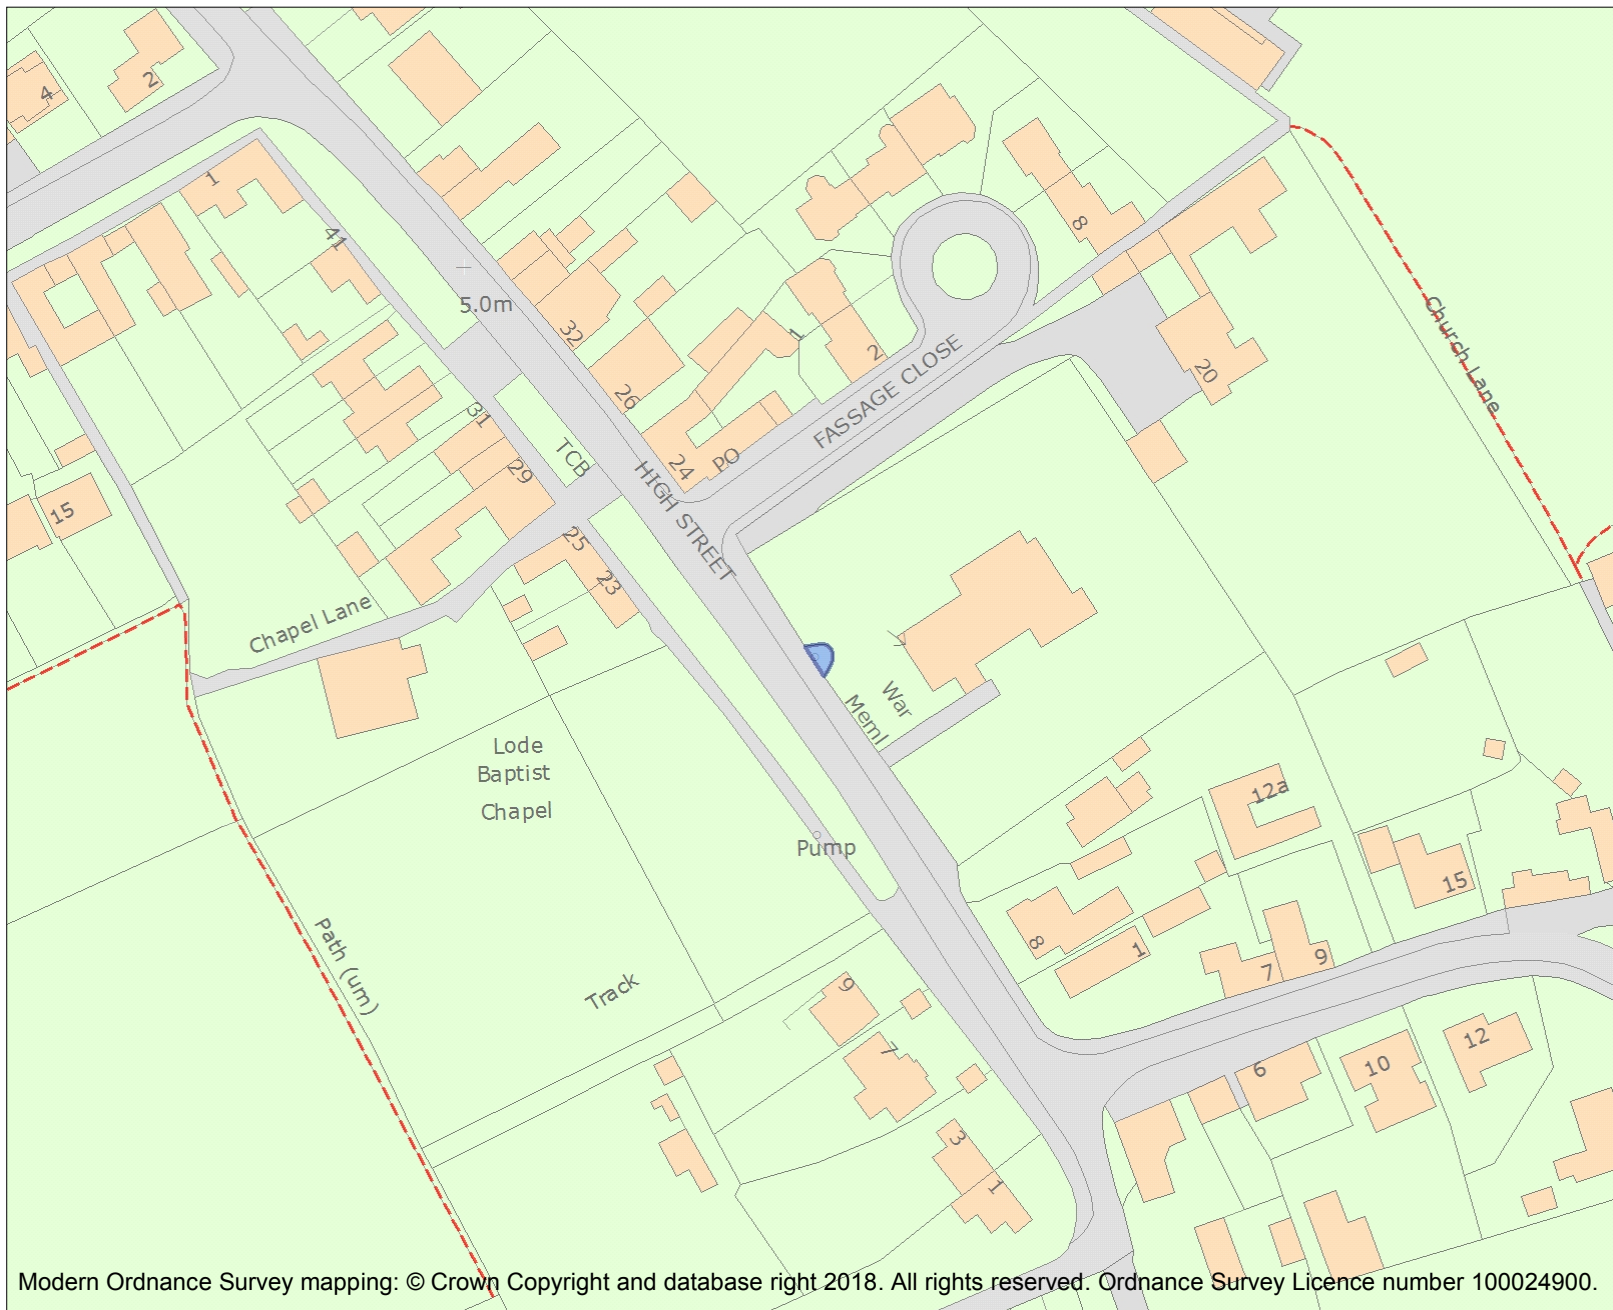 4
2
1
41
5.0m
32
26
1
2
8
20
FASSAGE CLOSE
Church Lane
31
TCB
29
24
PO
HIGH STREET
15
25
23
Chapel Lane
War
Meml
Lode
Baptist
Chapel
Pump
12a
15
8
1
7
9
Path (um)
Track
9
7
3
1
6
10
12
Modern Ordnance Survey mapping: © Crown Copyright and database right 2018. All rights reserved. Ordnance Survey Licence number 100024900.